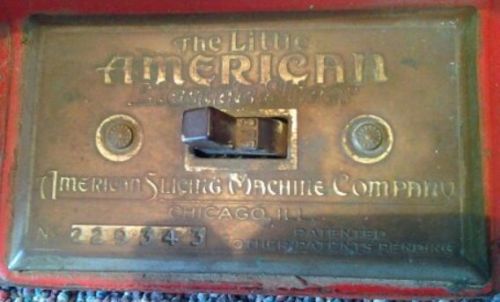 The Little
AMERICAN
AMERICAN SLICING MACHINE COMPANY
CHICAGO, ILL.
No. 229343
PATENTED
OTHER PATENTS PENDING